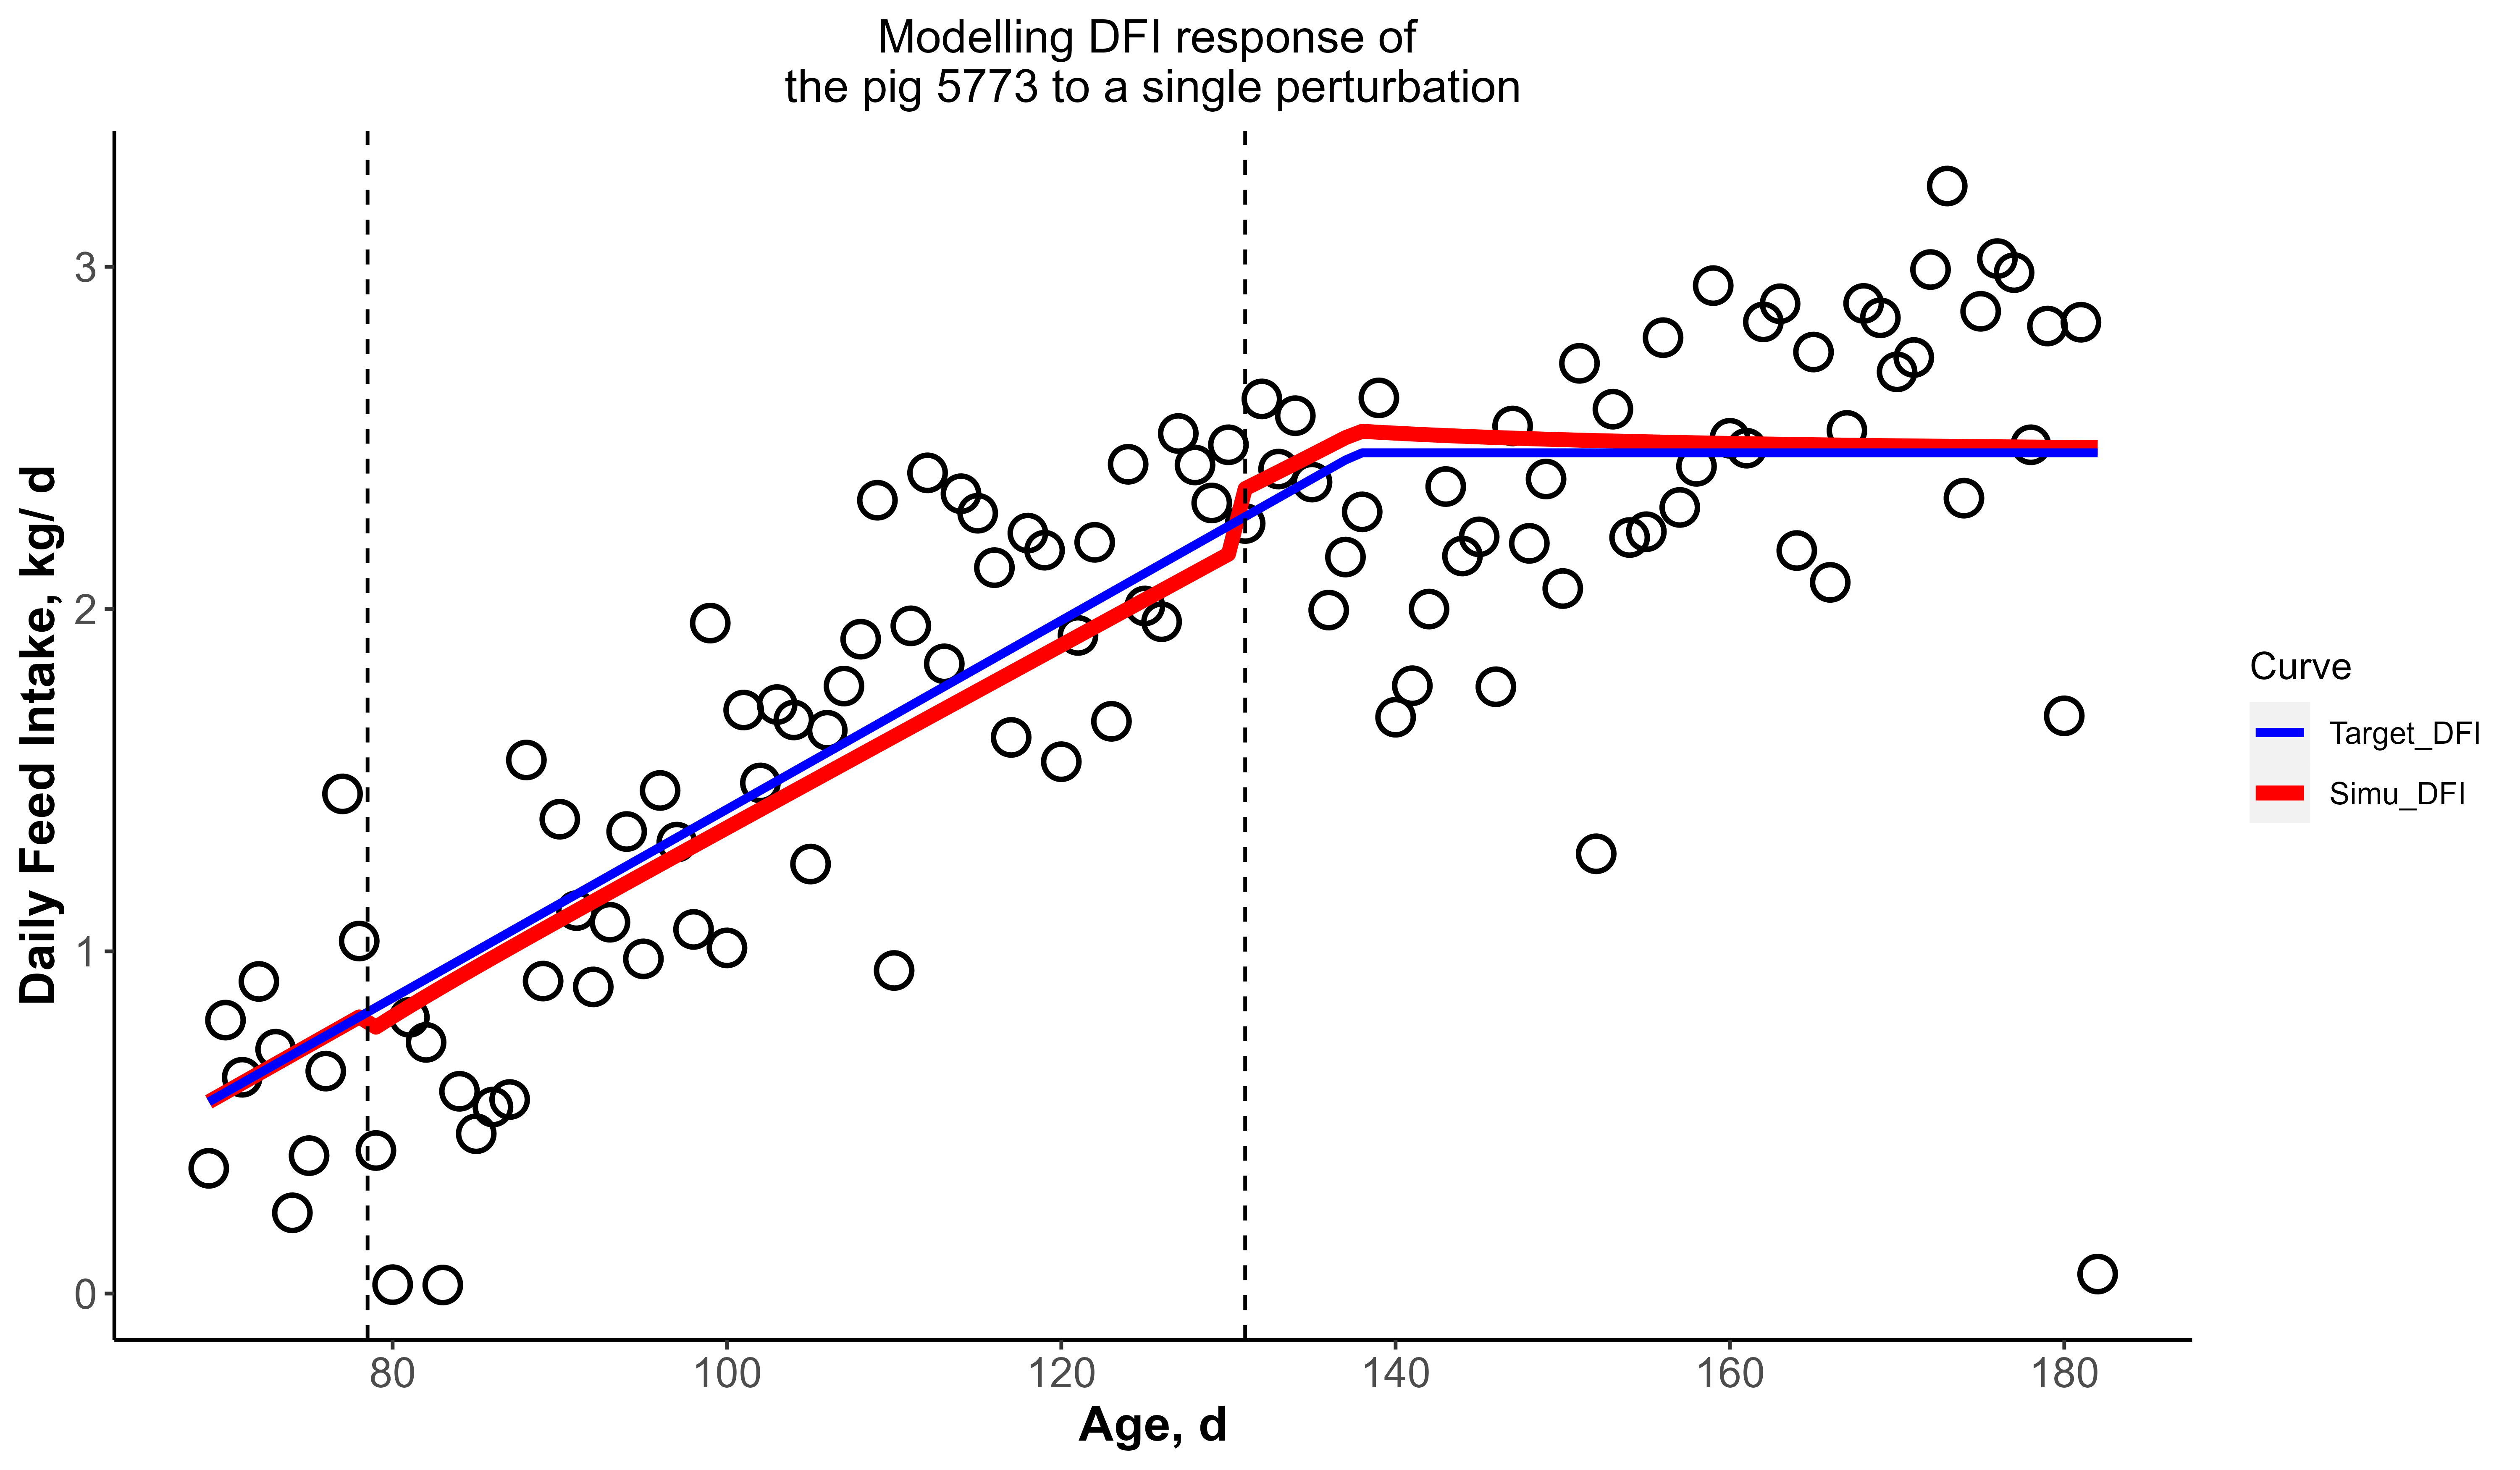 Modelling DFI response of
the pig 5773 to a single perturbation
Daily Feed Intake, kg/ d
3
2
1
0
80
100
120
140
160
180
Age, d
Curve
Target_DFI
Simu_DFI